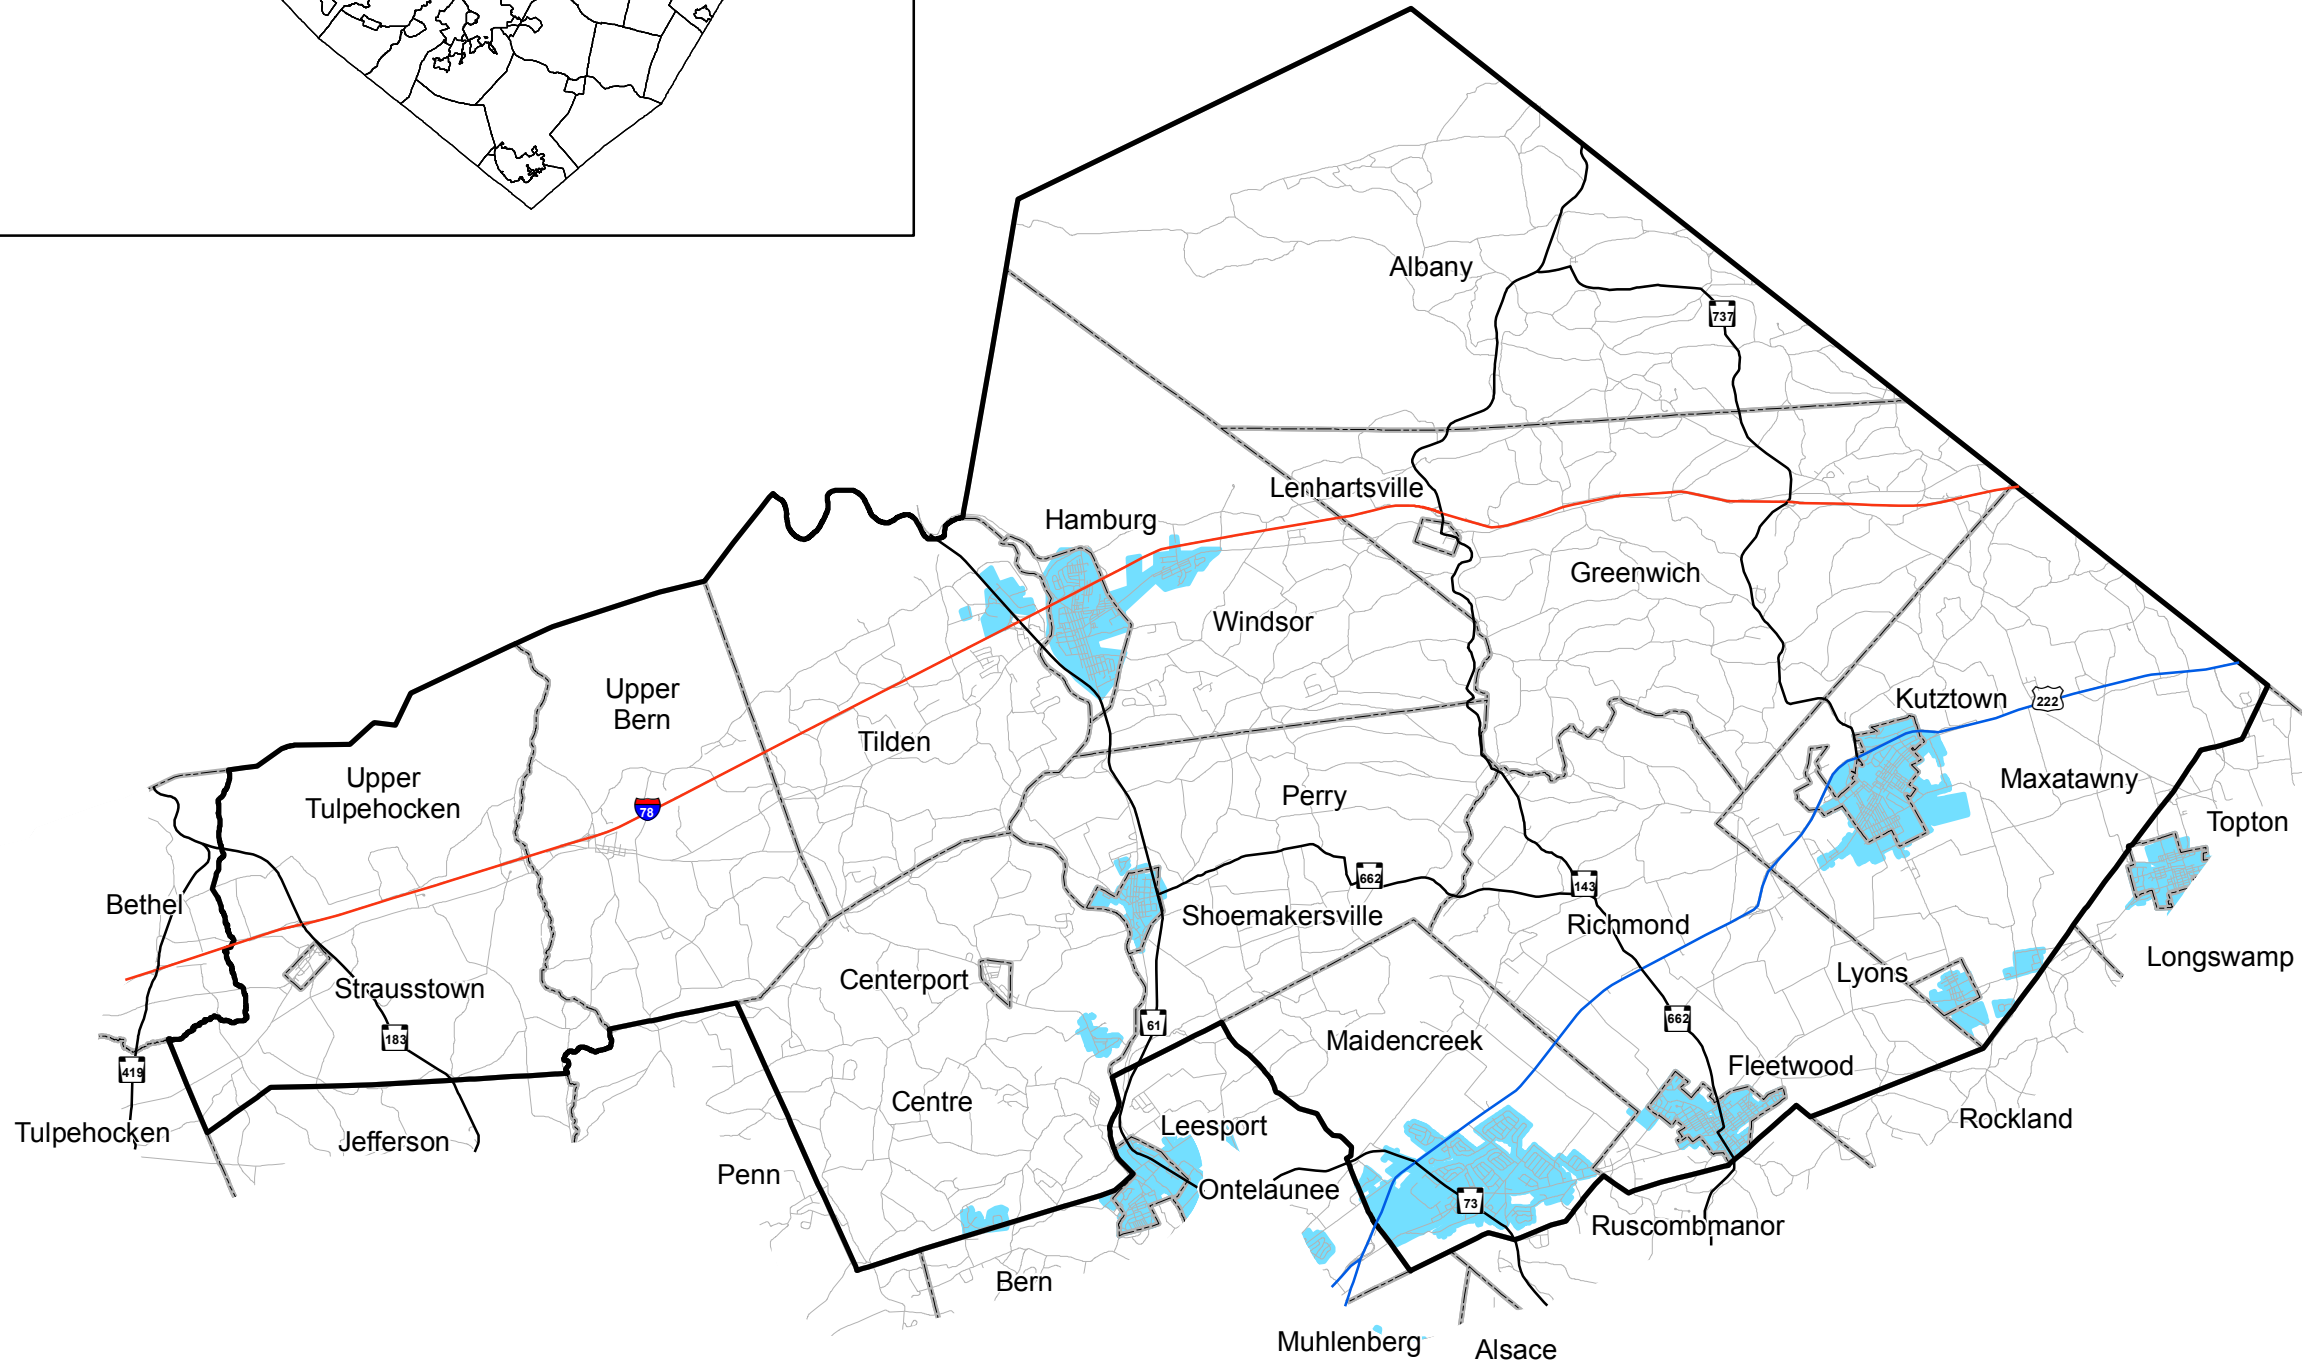 Albany
737
Lenhartsville
Hamburg
Greenwich
Windsor
Upper
Bern
Kutztown
222
Tilden
Upper
Tulpehocken
Maxatawny
Perry
78
Topton
662
143
Bethel
Shoemakersville
Richmond
Longswamp
Lyons
Centerport
Strausstown
61
662
183
Maidencreek
419
Fleetwood
Centre
Rockland
Leesport
Tulpehocken
Jefferson
Penn
Ontelaunee
73
Ruscombmanor
Bern
Muhlenberg
Alsace